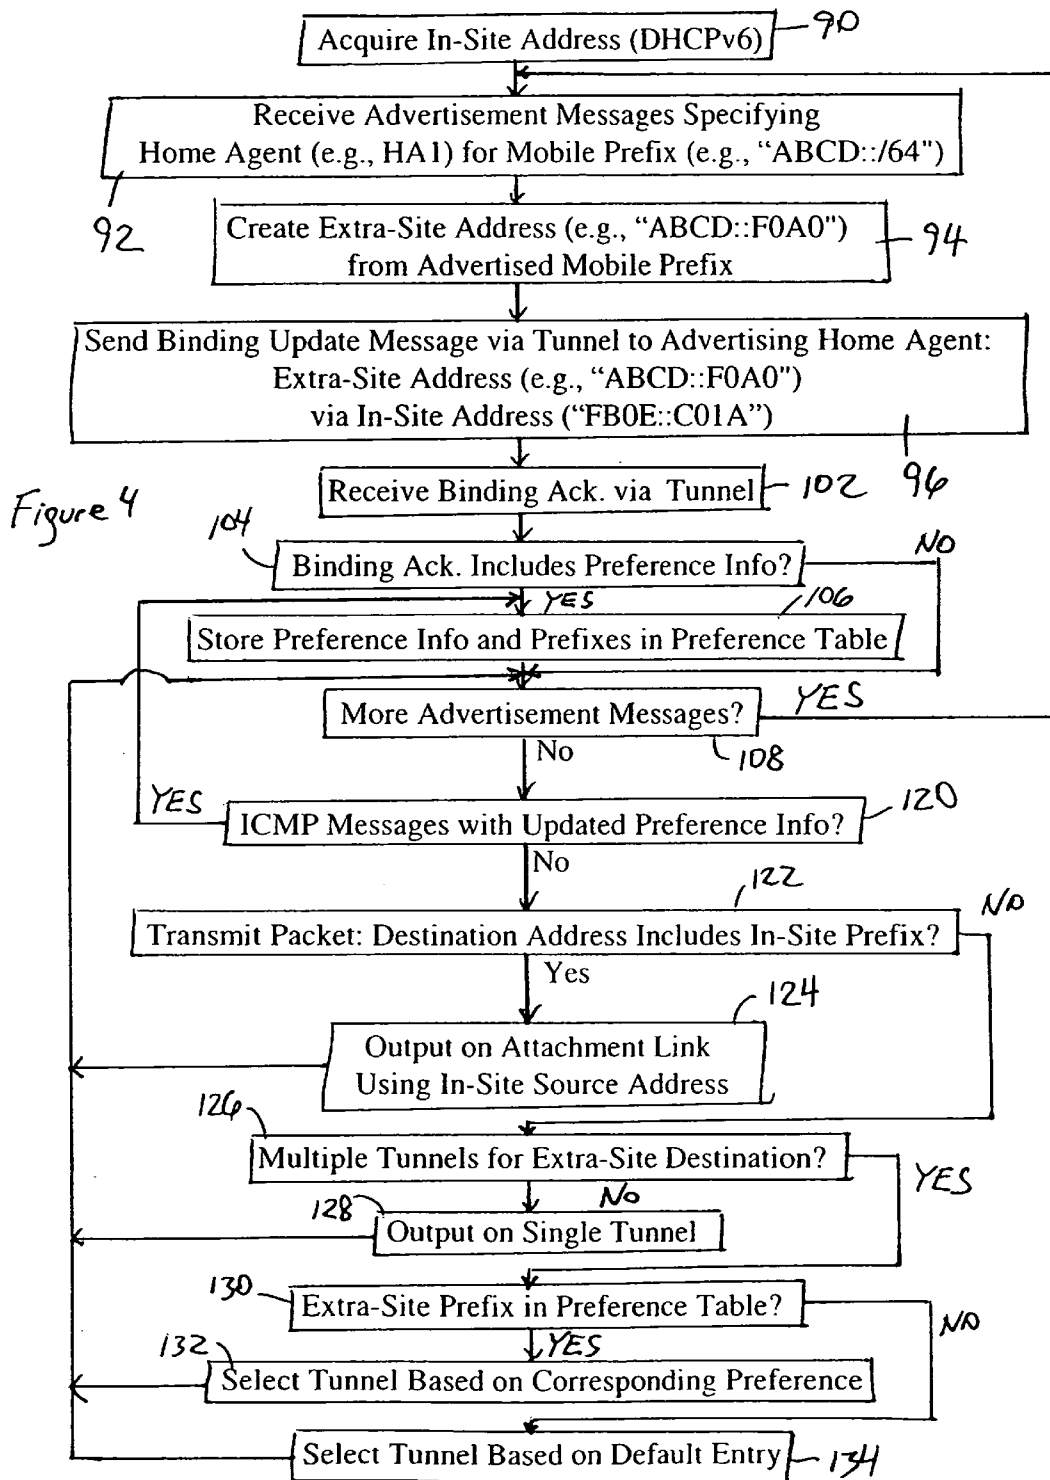 Acquire In-Site Address (DHCPv6)
90
Receive Advertisement Messages Specifying
Home Agent (e.g., HA1) for Mobile Prefix (e.g., “ABCD::/64")
92
Create Extra-Site Address (e.g., “ABCD::F0A0")
from Advertised Mobile Prefix
94
Send Binding Update Message via Tunnel to Advertising Home Agent:
Extra-Site Address (e.g., “ABCD::F0A0")
via In-Site Address (“FB0E::C01A”)
96
Receive Binding Ack. via Tunnel
102
Figure 4
104
Binding Ack. Includes Preference Info?
NO
YES
106
Store Preference Info and Prefixes in Preference Table
More Advertisement Messages?
YES
No
108
YES
ICMP Messages with Updated Preference Info?
120
No
122
Transmit Packet: Destination Address Includes In-Site Prefix?
NO
Yes
124
Output on Attachment Link
Using In-Site Source Address
126
Multiple Tunnels for Extra-Site Destination?
YES
No
128
Output on Single Tunnel
130
Extra-Site Prefix in Preference Table?
NO
YES
132
Select Tunnel Based on Corresponding Preference
Select Tunnel Based on Default Entry
134